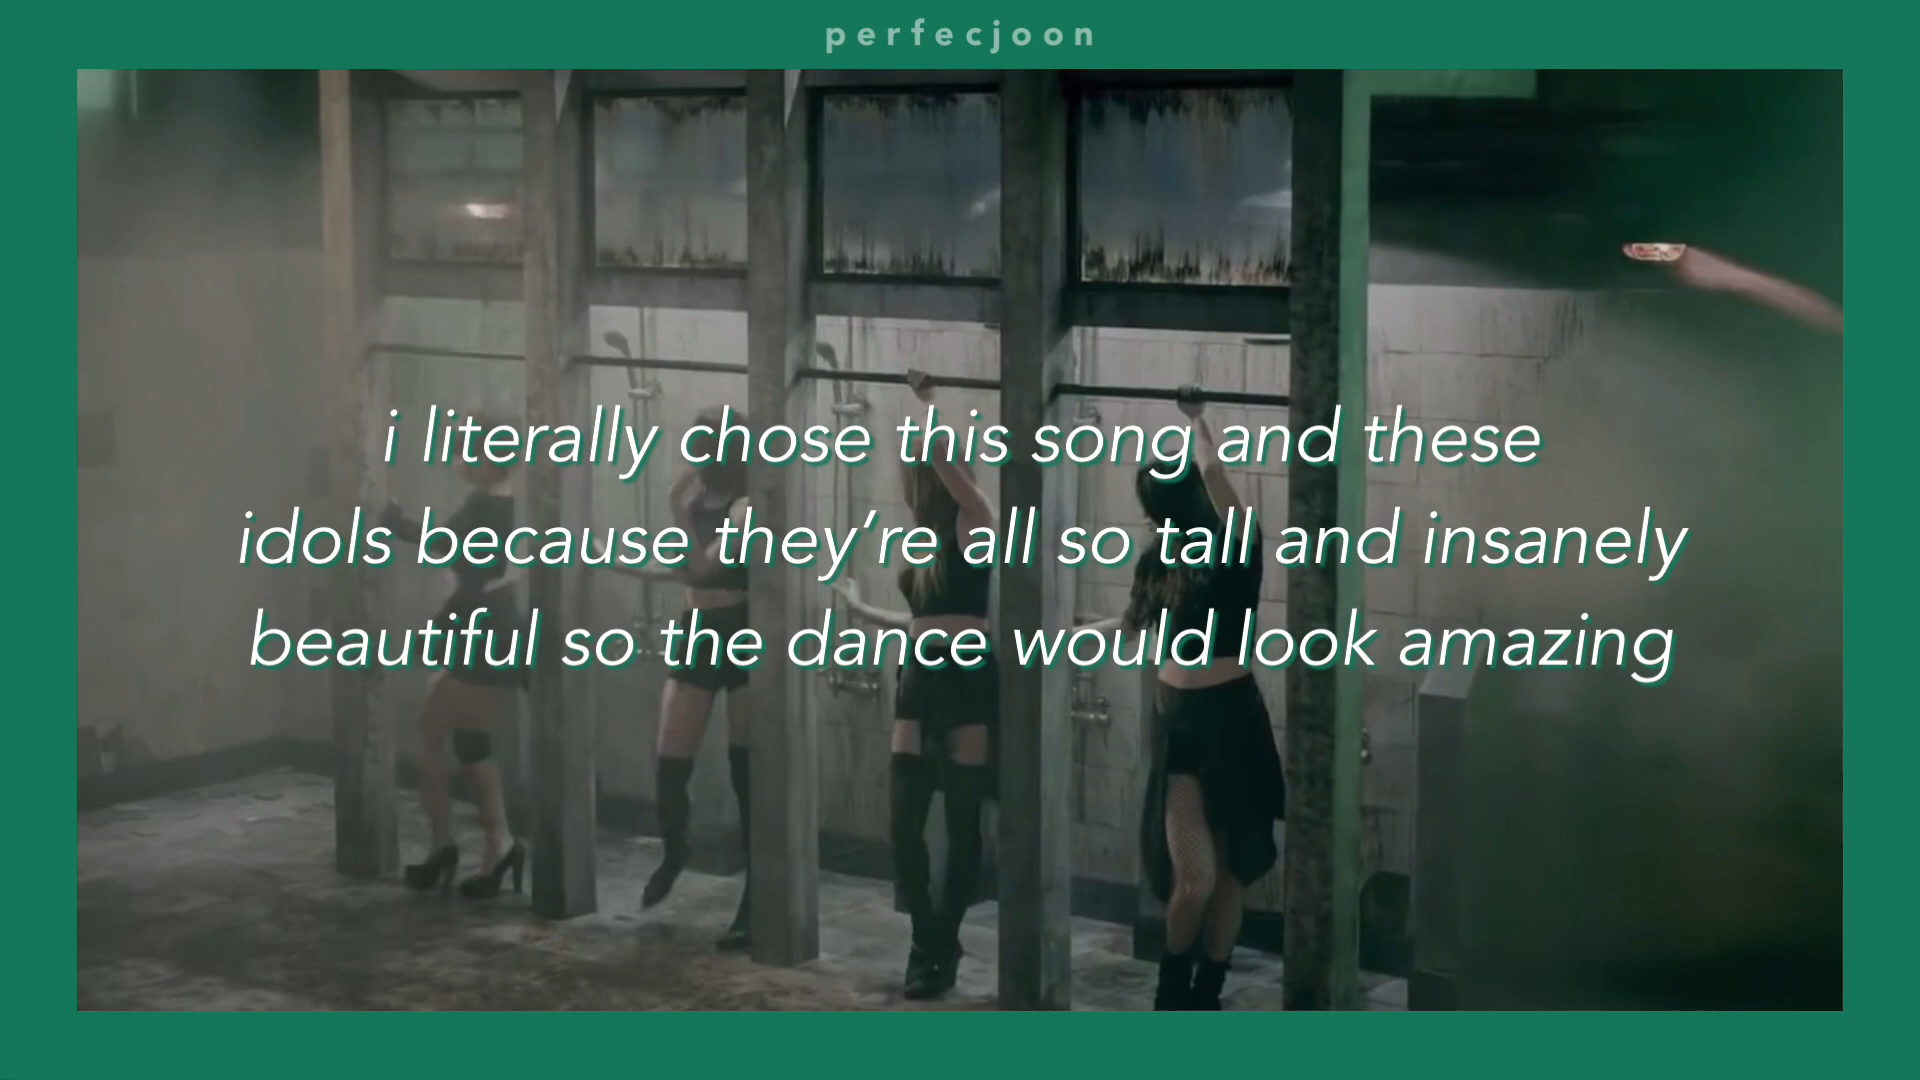 perfecjoon
i literally chose this song and these
idols because they’re all so tall and insanely
beautiful so the dance would look amazing